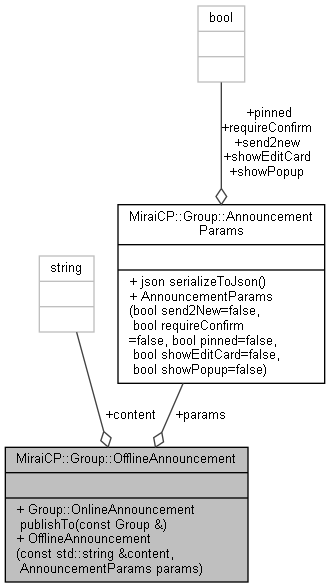 bool
+pinned
+requireConfirm
+send2new
+showEditCard
+showPopup
MiraiCP::Group::Announcement
Params
+ json serializeToJson()
+ AnnouncementParams
(bool send2New=false,
bool requireConfirm
=false, bool pinned=false,
bool showEditCard=false,
bool showPopup=false)
string
+content
+params
MiraiCP::Group::OfflineAnnouncement
+ Group::OnlineAnnouncement
publishTo(const Group &)
+ OfflineAnnouncement
(const std::string &content,
AnnouncementParams params)